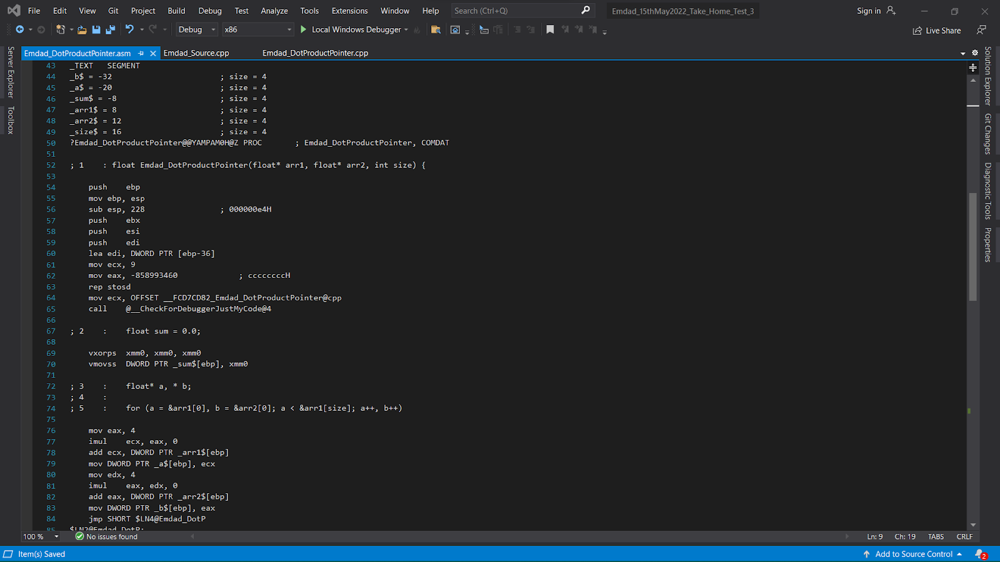 File Edit View Git Project Build Debug Test Analyze Tools Extensions Window Help Search (Ctrl+Q) Emdad_15thMay2022_Take_Home_Test_3 Sign in
Debug x86 Local Windows Debugger Live Share
Emdad_DotProductPointer.asm Emdad_Source.cpp Emdad_DotProductPointer.cpp
Server Explorer
Toolbox
43 _TEXT SEGMENT
44 _b$ = -32 ; size = 4
45 _a$ = -20 ; size = 4
46 _sum$ = -8 ; size = 4
47 _arr1$ = 8 ; size = 4
48 _arr2$ = 12 ; size = 4
49 _size$ = 16 ; size = 4
50 ?Emdad_DotProductPointer@@YAMPAM0H@Z PROC ; Emdad_DotProductPointer, COMDAT
51
52 ; 1 : float Emdad_DotProductPointer(float* arr1, float* arr2, int size) {
53
54 push ebp
55 mov ebp, esp
56 sub esp, 228 ; 000000e4H
57 push ebx
58 push esi
59 push edi
60 lea edi, DWORD PTR [ebp-36]
61 mov ecx, 9
62 mov eax, -858993460 ; ccccccccH
63 rep stosd
64 mov ecx, OFFSET __FCD7CD82_Emdad_DotProductPointer@cpp
65 call @__CheckForDebuggerJustMyCode@4
66
67 ; 2 : float sum = 0.0;
68
69 vxorps xmm0, xmm0, xmm0
70 vmovss DWORD PTR _sum$[ebp], xmm0
71
72 ; 3 : float* a, * b;
73 ; 4 :
74 ; 5 : for (a = &arr1[0], b = &arr2[0]; a < &arr1[size]; a++, b++)
75
76 mov eax, 4
77 imul ecx, eax, 0
78 add ecx, DWORD PTR _arr1$[ebp]
79 mov DWORD PTR _a$[ebp], ecx
80 mov edx, 4
81 imul eax, edx, 0
82 add eax, DWORD PTR _arr2$[ebp]
83 mov DWORD PTR _b$[ebp], eax
84 jmp SHORT $LN4@Emdad_DotP
85 $LN2@Emdad_DotP:
Solution Explorer
Git Changes
Diagnostic Tools
Properties
100 % No issues found Ln: 9 Ch: 19 TABS CRLF
Item(s) Saved Add to Source Control 2